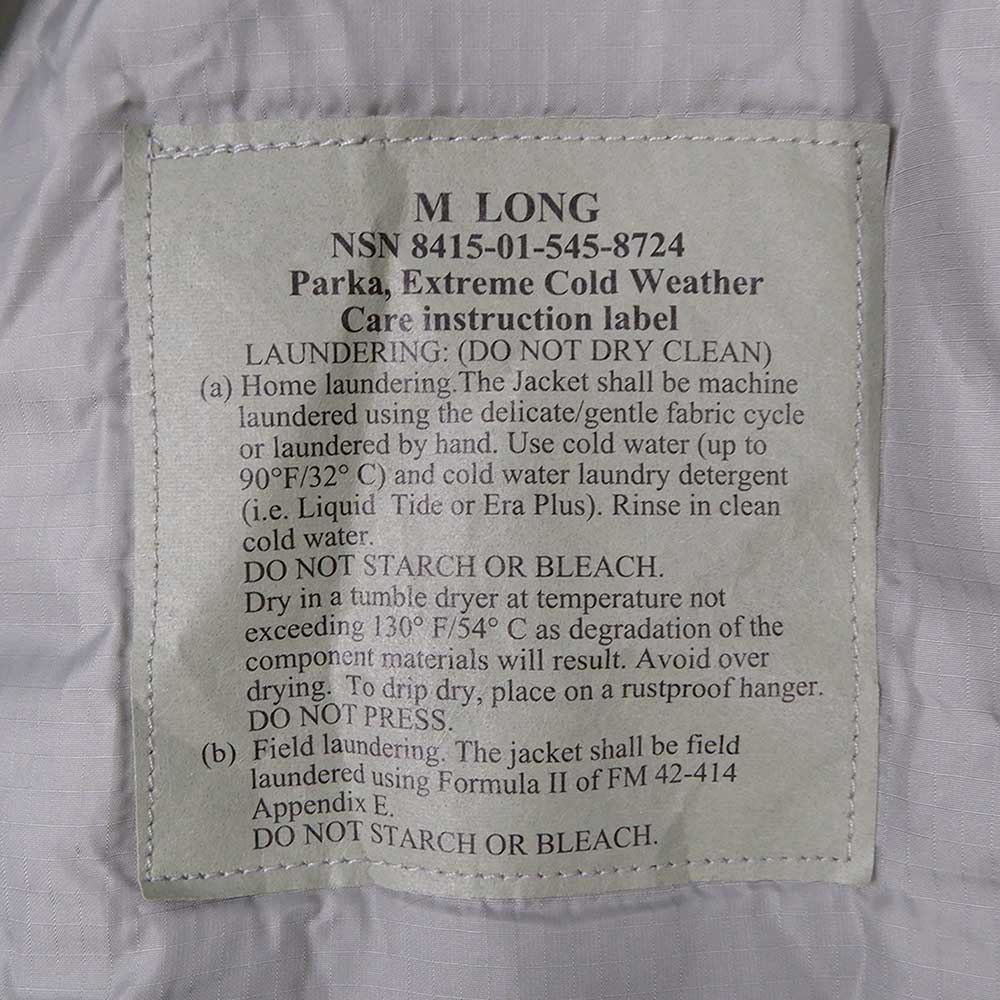 M LONG
NSN 8415-01-545-8724
Parka, Extreme Cold Weather
Care instruction label
LAUNDERING: (DO NOT DRY CLEAN)
(a) Home laundering.The Jacket shall be machine
laundered using the delicate/gentle fabric cycle
or laundered by hand. Use cold water (up to
90°F/32° C) and cold water laundry detergent
(i.e. Liquid Tide or Era Plus). Rinse in clean
cold water.
DO NOT STARCH OR BLEACH.
Dry in a tumble dryer at temperature not
exceeding 130° F/54° C as degradation of the
component materials will result. Avoid over
drying. To drip dry, place on a rustproof hanger.
DO NOT PRESS.
(b) Field laundering. The jacket shall be field
laundered using Formula II of FM 42-414
Appendix E.
DO NOT STARCH OR BLEACH.